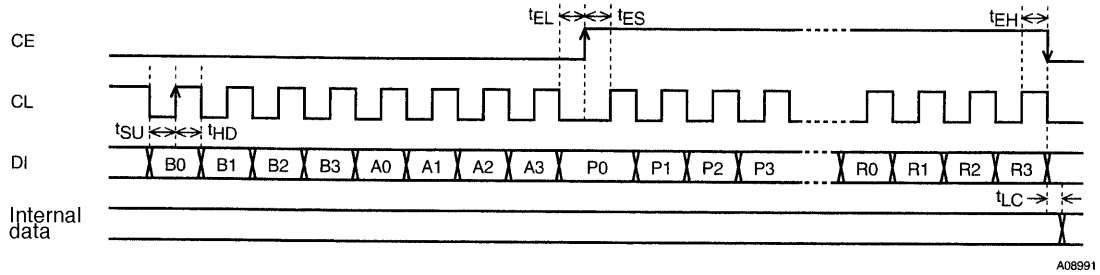 tEL tES tEH
CE
CL
tSU tHD
DI B0 B1 B2 B3 A0 A1 A2 A3 P0 P1 P2 P3 R0 R1 R2 R3
tLC
Internal
data
A08991